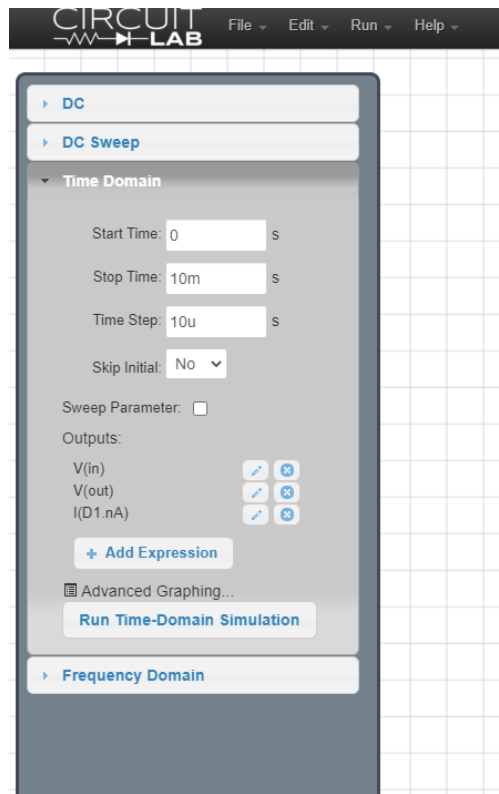 CIRCUIT
LAB
File Edit Run Help
DC
DC Sweep
Time Domain
Start Time: 0 s
Stop Time: 10m s
Time Step: 10u s
Skip Initial: No
Sweep Parameter:
Outputs:
V(in)
V(out)
I(D1.nA)
+ Add Expression
Advanced Graphing...
Run Time-Domain Simulation
Frequency Domain